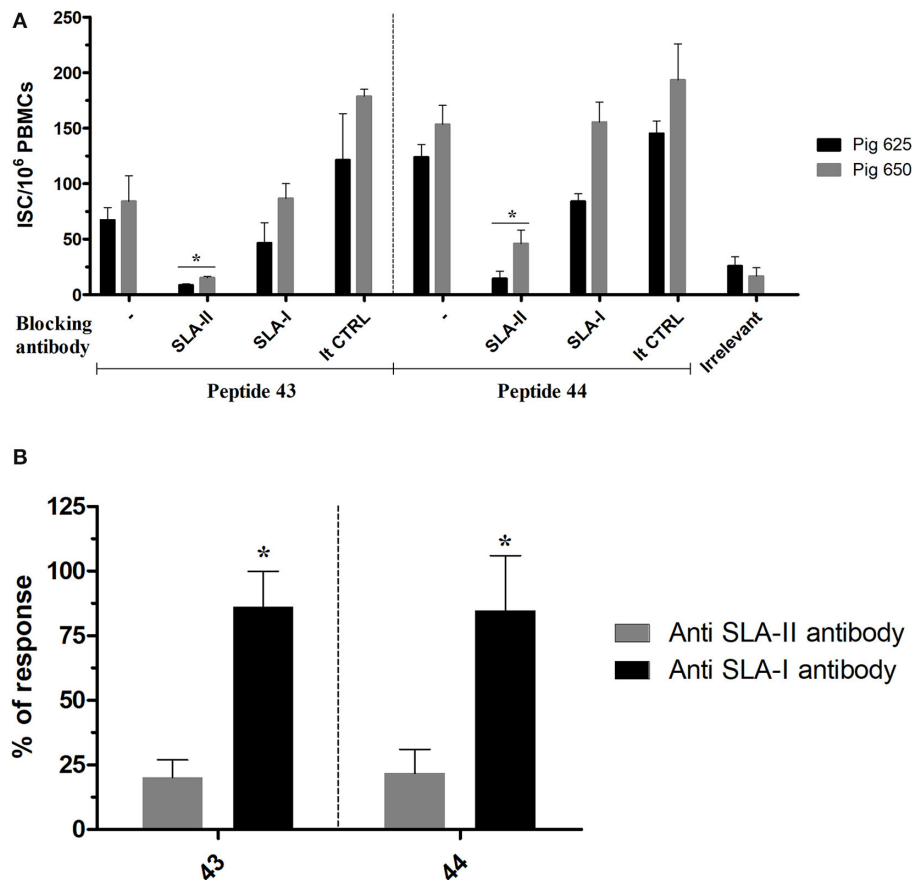 A
250
200
150
100
50
0
ISC/10⁶ PBMCs
Pig 625
Pig 650
*
*
Blocking antibody
-
SLA-II
SLA-I
It CTRL
-
SLA-II
SLA-I
It CTRL
Irrelevant
Peptide 43
Peptide 44
B
125
100
75
50
25
0
% of response
*
*
Anti SLA-II antibody
Anti SLA-I antibody
43
44